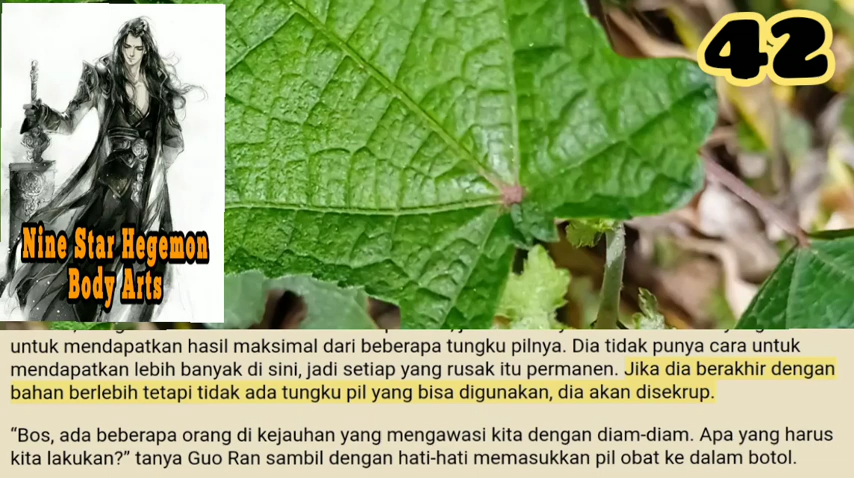 42
Nine Star Hegemon
Body Arts
untuk mendapatkan hasil maksimal dari beberapa tungku pilnya. Dia tidak punya cara untuk
mendapatkan lebih banyak di sini, jadi setiap yang rusak itu permanen. Jika dia berakhir dengan
bahan berlebih tetapi tidak ada tungku pil yang bisa digunakan, dia akan disekrup.
“Bos, ada beberapa orang di kejauhan yang mengawasi kita dengan diam-diam. Apa yang harus
kita lakukan?” tanya Guo Ran sambil dengan hati-hati memasukkan pil obat ke dalam botol.